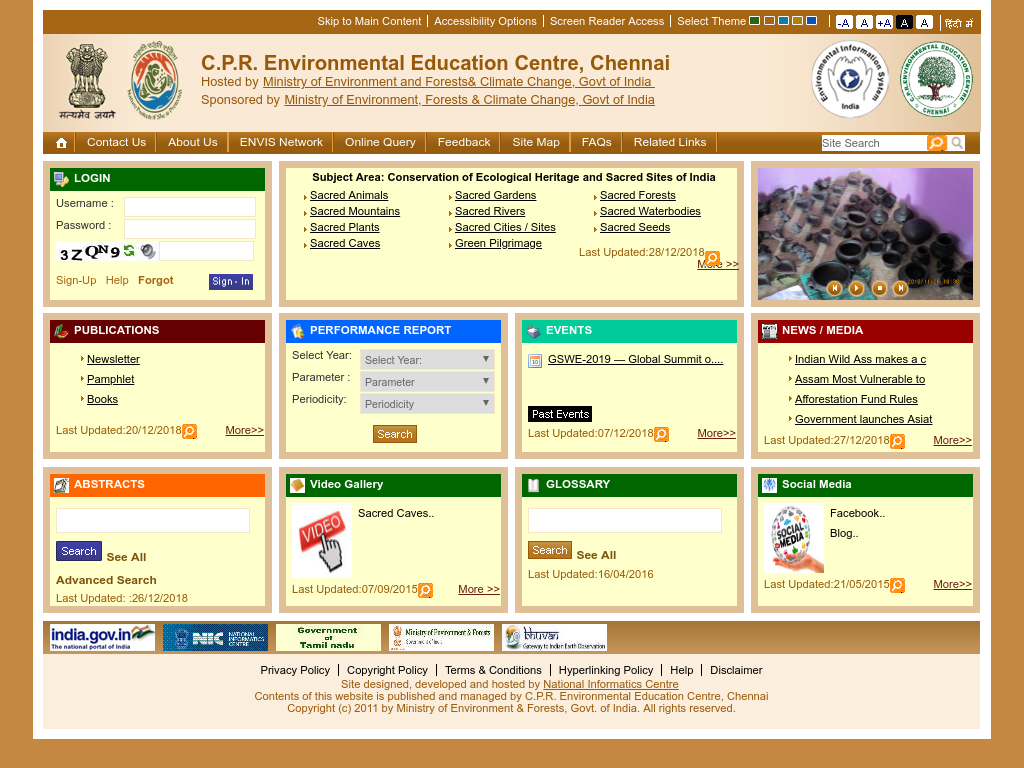 Skip to Main Content | Accessibility Options | Screen Reader Access | Select Theme | -A A +A A A | हिंदी में
C.P.R. Environmental Education Centre, Chennai
Hosted by Ministry of Environment and Forests& Climate Change, Govt of India
Sponsored by Ministry of Environment, Forests & Climate Change, Govt of India
सत्यमेव जयते
Environmental Information System
India
C.P.R. ENVIRONMENTAL EDUCATION CENTRE
CHENNAI
Contact Us | About Us | ENVIS Network | Online Query | Feedback | Site Map | FAQs | Related Links
Site Search
LOGIN
Username :
Password :
3ZQN9
Sign-Up Help Forgot Sign - In
Subject Area: Conservation of Ecological Heritage and Sacred Sites of India
Sacred Animals Sacred Gardens Sacred Forests
Sacred Mountains Sacred Rivers Sacred Waterbodies
Sacred Plants Sacred Cities / Sites Sacred Seeds
Sacred Caves Green Pilgrimage
Last Updated:28/12/2018
More >>
PUBLICATIONS
Newsletter
Pamphlet
Books
Last Updated:20/12/2018 More>>
PERFORMANCE REPORT
Select Year: Select Year:
Parameter : Parameter
Periodicity: Periodicity
Search
EVENTS
GSWE-2019 — Global Summit o....
Past Events
Last Updated:07/12/2018 More>>
NEWS / MEDIA
Indian Wild Ass makes a c
Assam Most Vulnerable to
Afforestation Fund Rules
Government launches Asiat
Last Updated:27/12/2018 More>>
ABSTRACTS
Search See All
Advanced Search
Last Updated: :26/12/2018
Video Gallery
VIDEO
Sacred Caves..
Last Updated:07/09/2015 More >>
GLOSSARY
Search See All
Last Updated:16/04/2016
Social Media
SOCIAL MEDIA
Facebook..
Blog..
Last Updated:21/05/2015 More>>
india.gov.in
The national portal of India
NIC NATIONAL INFORMATICS CENTRE
Government of Tamil nadu
Ministry of Environment & Forests
Government of India
bhuvan
Gateway to Indian Earth Observation
Privacy Policy | Copyright Policy | Terms & Conditions | Hyperlinking Policy | Help | Disclaimer
Site designed, developed and hosted by National Informatics Centre
Contents of this website is published and managed by C.P.R. Environmental Education Centre, Chennai
Copyright (c) 2011 by Ministry of Environment & Forests, Govt. of India. All rights reserved.